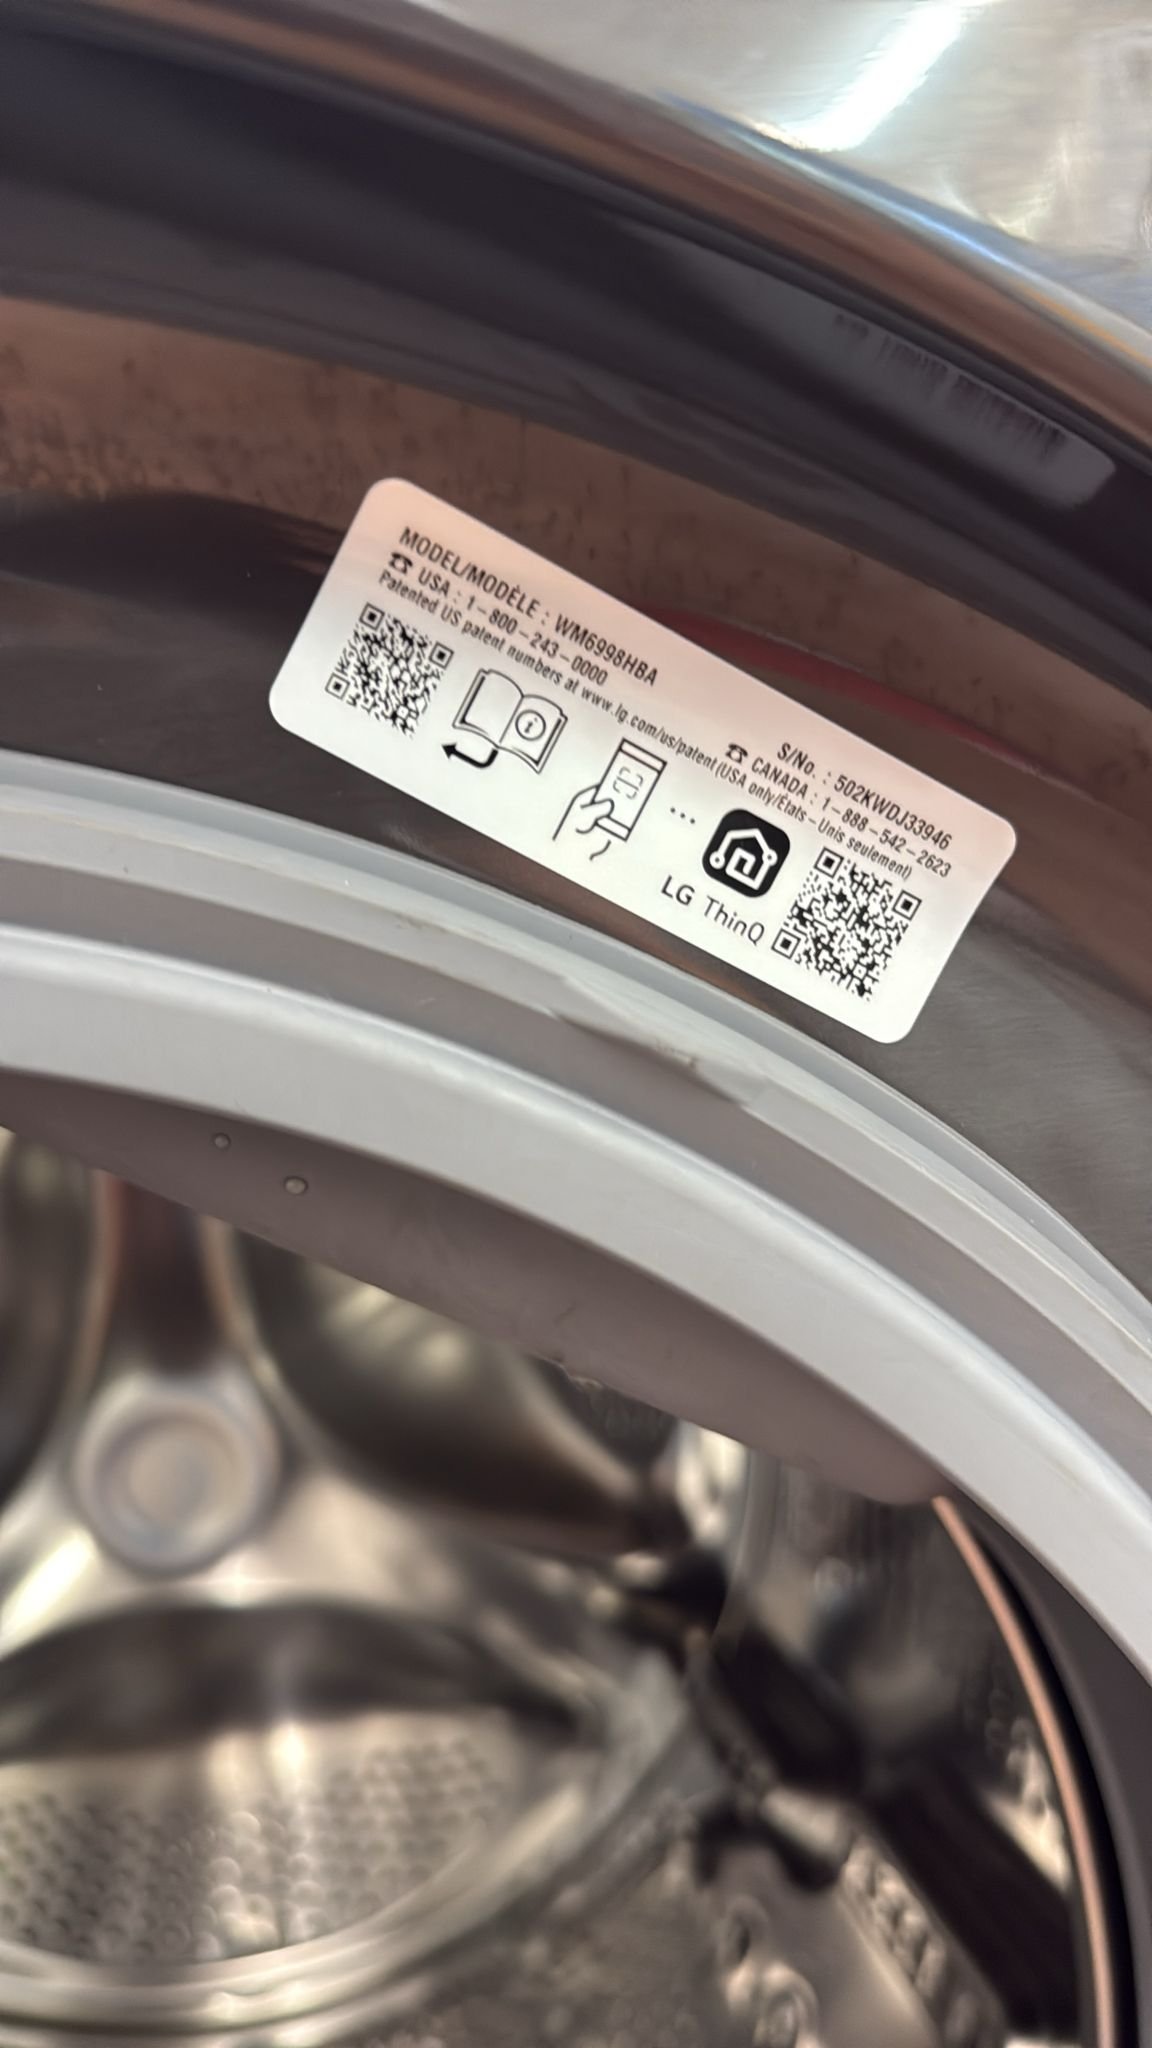 MODEL/MODÈLE : WM6998HBA
S/No. : 502KWDJ33946
☎ USA : 1-800-243-0000
☎ CANADA : 1-888-542-2623
Patented US patent numbers at www.lg.com/us/patent(USA only/États-Unis seulement)
i
...
LG ThinQ